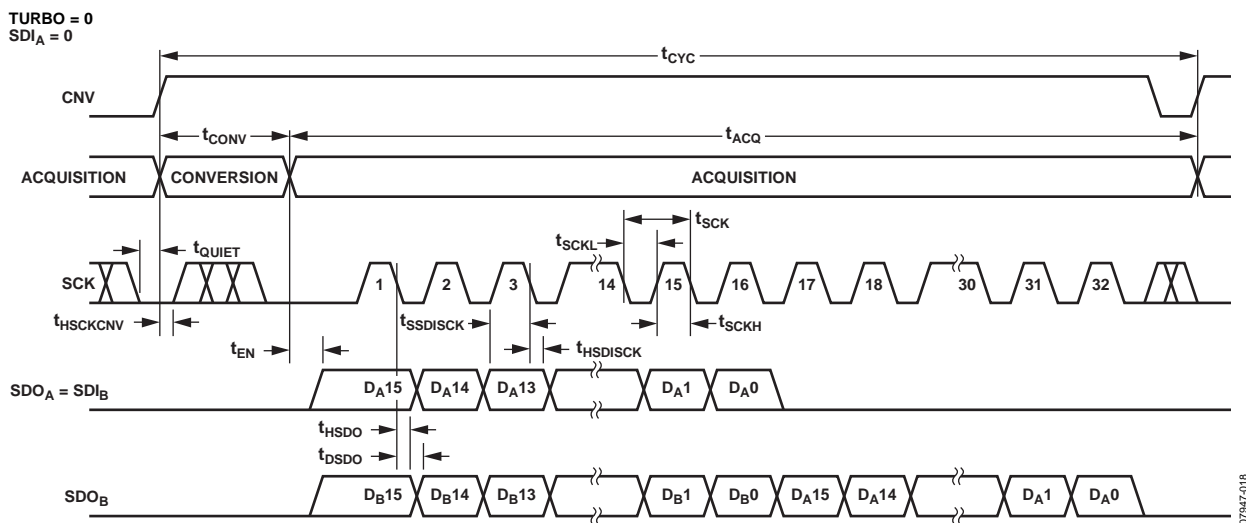 TURBO = 0
SDIA = 0
tCYC
CNV
tCONV
tACQ
ACQUISITION
CONVERSION
ACQUISITION
tSCK
tQUIET
tSCKL
SCK
1
2
3
14
15
16
17
18
30
31
32
tHSCKCNV
tSSDISCK
tSCKH
tEN
tHSDISCK
SDOA = SDIB
DA15
DA14
DA13
DA1
DA0
tHSDO
tDSDO
SDOB
DB15
DB14
DB13
DB1
DB0
DA15
DA14
DA1
DA0
07947-018